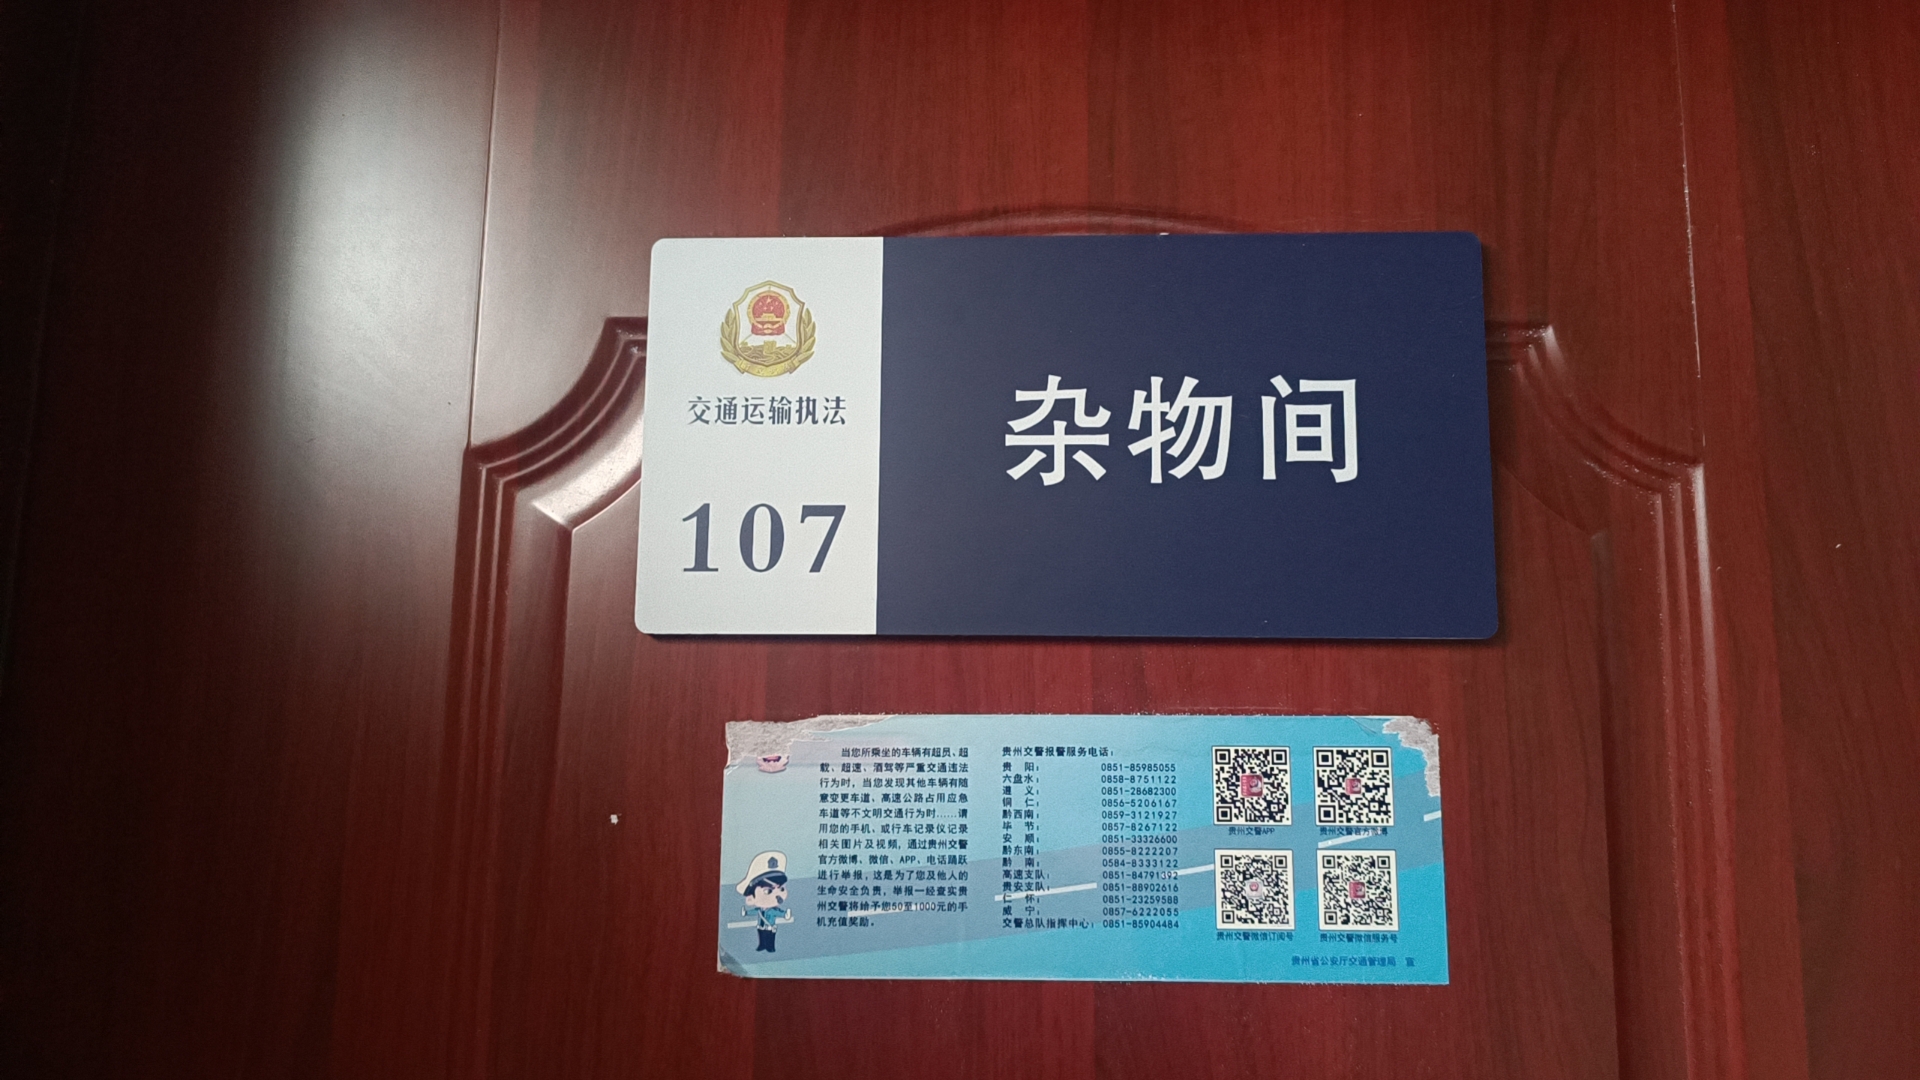 交通运输执法
107
杂物间
当您所乘坐的车辆有超员、超
载、超速、酒驾等严重交通违法
行为时，当您发现其他车辆有随
意变更车道、高速公路占用应急
车道等不文明交通行为时……请
用您的手机、或行车记录仪记录
相关图片及视频，通过贵州交警
官方微博、微信、APP、电话踊跃
进行举报，这是为了您及他人的
生命安全负责，举报一经查实贵
州交警将给予您50至1000元的手
机充值奖励。
贵州交警报警服务电话：
贵 阳： 0851-85985055
六盘水： 0858-8751122
遵 义： 0851-28682300
铜 仁： 0856-5206167
黔西南： 0859-3121927
毕 节： 0857-8267122
安 顺： 0851-33326600
黔东南： 0855-8222207
黔 南： 0584-8333122
高速支队： 0851-84791392
贵安支队： 0851-88902616
仁 怀： 0851-23259588
威 宁： 0857-6222055
交警总队指挥中心： 0851-85904484
贵州交警APP
贵州交警官方微博
贵州交警微信订阅号
贵州交警微信服务号
贵州省公安厅交通管理局 宣